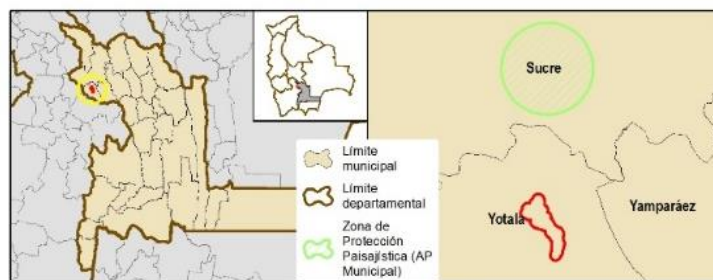 Límite
municipal
Límite
departamental
Zona de
Protección
Paisajística (AP
Municipal)
Sucre
Yotala
Yamparáez